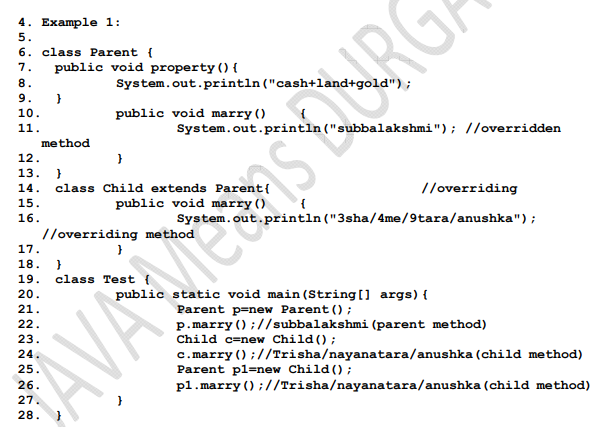 4. Example 1:
5.
6. class Parent {
7. public void property(){
8. System.out.println("cash+land+gold");
9. }
10. public void marry() {
11. System.out.println("subbalakshmi"); //overridden
method
12. }
13. }
14. class Child extends Parent{ //overriding
15. public void marry() {
16. System.out.println("3sha/4me/9tara/anushka");
//overriding method
17. }
18. }
19. class Test {
20. public static void main(String[] args){
21. Parent p=new Parent();
22. p.marry();//subbalakshmi(parent method)
23. Child c=new Child();
24. c.marry();//Trisha/nayanatara/anushka(child method)
25. Parent p1=new Child();
26. p1.marry();//Trisha/nayanatara/anushka(child method)
27. }
28. }
JAVA Means DURGA